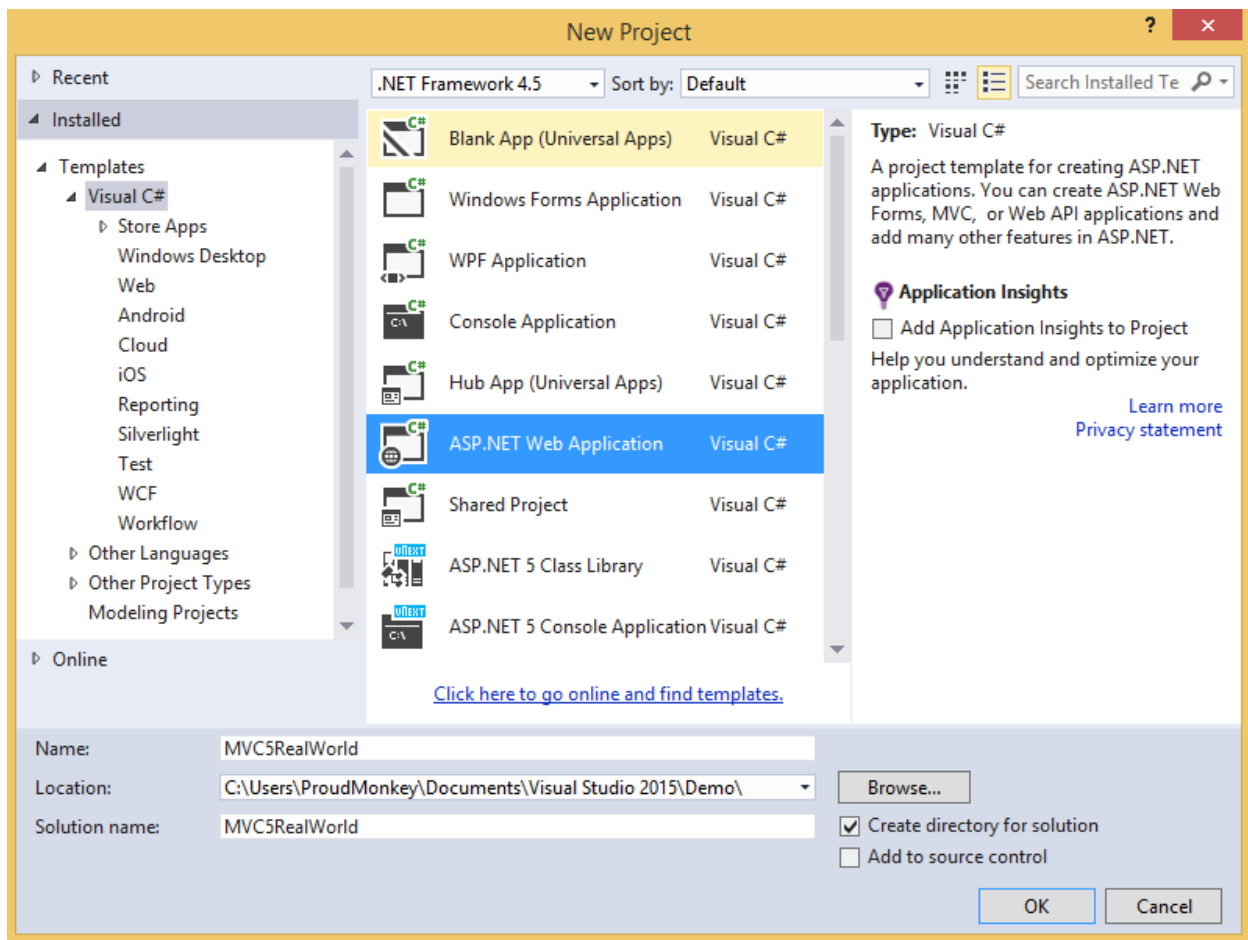 New Project
?
Recent
Installed
Templates
Visual C#
Store Apps
Windows Desktop
Web
Android
Cloud
iOS
Reporting
Silverlight
Test
WCF
Workflow
Other Languages
Other Project Types
Modeling Projects
Online
.NET Framework 4.5 Sort by: Default
Search Installed Te
C# Blank App (Universal Apps) Visual C#
C# Windows Forms Application Visual C#
C# WPF Application Visual C#
C# C:\ Console Application Visual C#
C# Hub App (Universal Apps) Visual C#
C# ASP.NET Web Application Visual C#
C# Shared Project Visual C#
vNEXT ASP.NET 5 Class Library Visual C#
vNEXT C:\ ASP.NET 5 Console Application Visual C#
Click here to go online and find templates.
Type: Visual C#
A project template for creating ASP.NET
applications. You can create ASP.NET Web
Forms, MVC, or Web API applications and
add many other features in ASP.NET.
Application Insights
Add Application Insights to Project
Help you understand and optimize your
application.
Learn more
Privacy statement
Name: MVC5RealWorld
Location: C:\Users\ProudMonkey\Documents\Visual Studio 2015\Demo\ Browse...
Solution name: MVC5RealWorld
Create directory for solution
Add to source control
OK Cancel